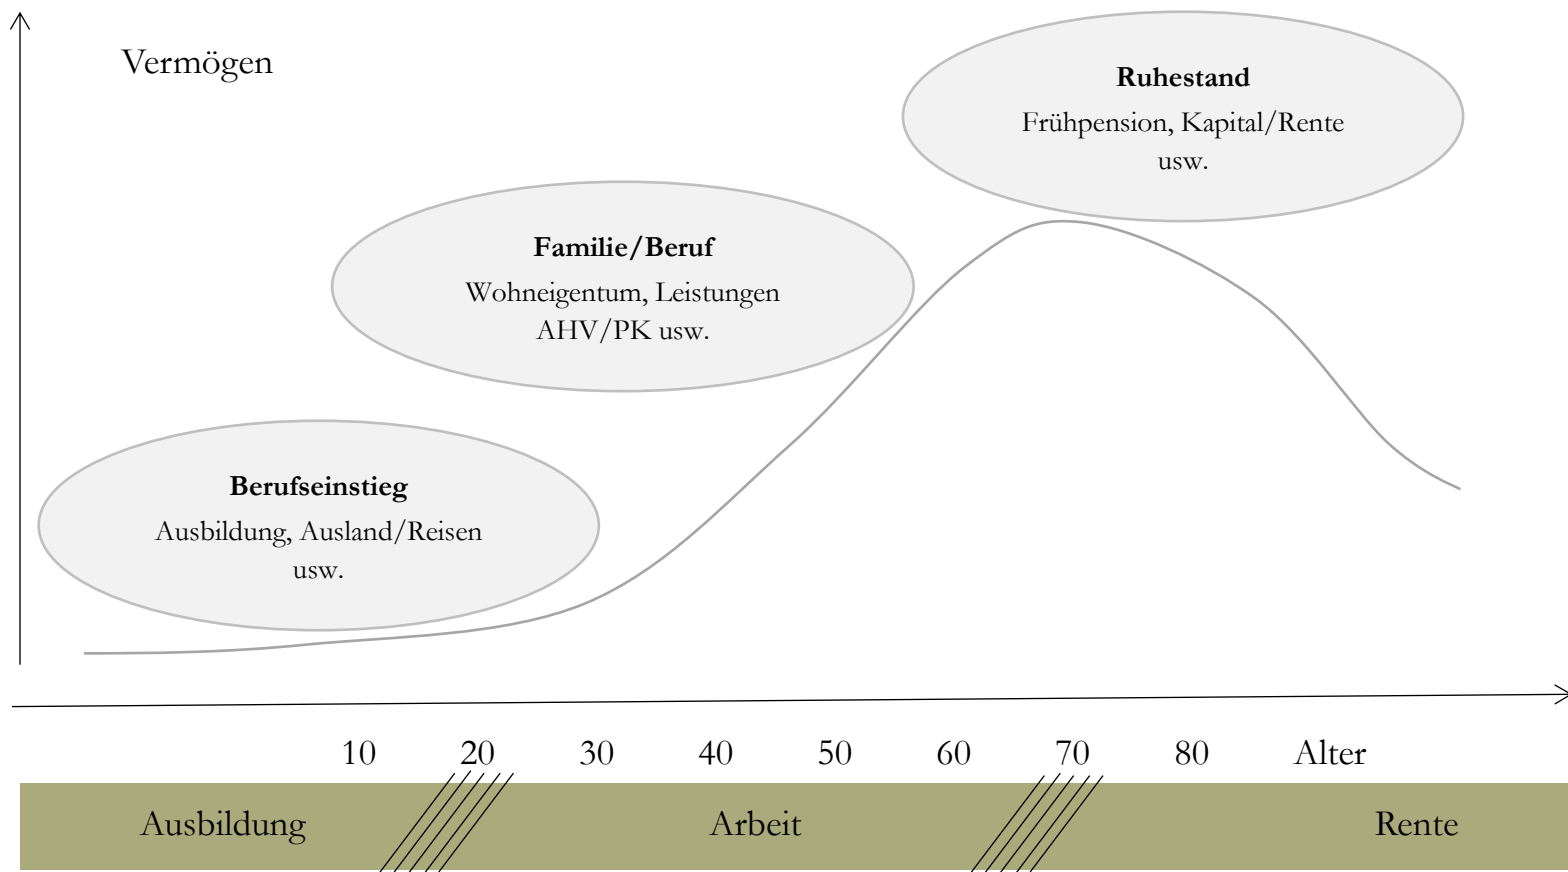 Vermögen
Ruhestand
Frühpension, Kapital/Rente
usw.
Familie/Beruf
Wohneigentum, Leistungen
AHV/PK usw.
Berufseinstieg
Ausbildung, Ausland/Reisen
usw.
10 20 30 40 50 60 70 80 Alter
Ausbildung Arbeit Rente